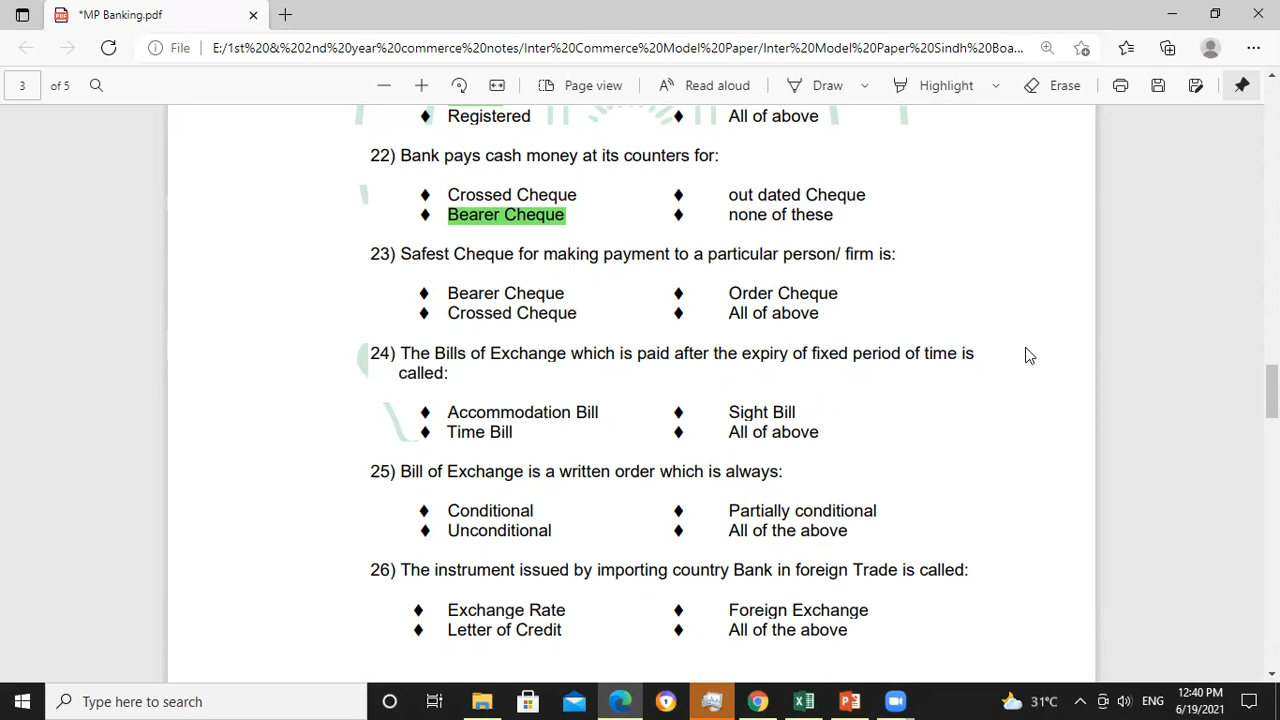 *MP Banking.pdf
File E:/1st%20&%202nd%20year%20commerce%20notes/Inter%20Commerce%20Model%20Paper/Inter%20Model%20Paper%20Sindh%20Boa...
3 of 5 Page view Read aloud Draw Highlight Erase
♦ Registered ♦ All of above
22) Bank pays cash money at its counters for:
♦ Crossed Cheque ♦ out dated Cheque
♦ Bearer Cheque ♦ none of these
23) Safest Cheque for making payment to a particular person/ firm is:
♦ Bearer Cheque ♦ Order Cheque
♦ Crossed Cheque ♦ All of above
24) The Bills of Exchange which is paid after the expiry of fixed period of time is
called:
♦ Accommodation Bill ♦ Sight Bill
♦ Time Bill ♦ All of above
25) Bill of Exchange is a written order which is always:
♦ Conditional ♦ Partially conditional
♦ Unconditional ♦ All of the above
26) The instrument issued by importing country Bank in foreign Trade is called:
♦ Exchange Rate ♦ Foreign Exchange
♦ Letter of Credit ♦ All of the above
Type here to search 31°C ENG 12:40 PM
6/19/2021